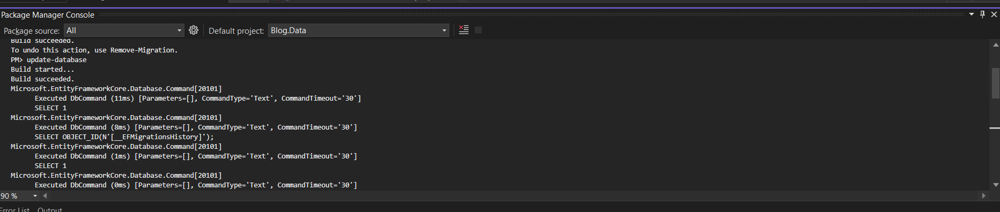 Package Manager Console
Package source: All Default project: Blog.Data
Build succeeded.
To undo this action, use Remove-Migration.
PM> update-database
Build started...
Build succeeded.
Microsoft.EntityFrameworkCore.Database.Command[20101]
Executed DbCommand (11ms) [Parameters=[], CommandType='Text', CommandTimeout='30']
SELECT 1
Microsoft.EntityFrameworkCore.Database.Command[20101]
Executed DbCommand (8ms) [Parameters=[], CommandType='Text', CommandTimeout='30']
SELECT OBJECT_ID(N'[__EFMigrationsHistory]');
Microsoft.EntityFrameworkCore.Database.Command[20101]
Executed DbCommand (1ms) [Parameters=[], CommandType='Text', CommandTimeout='30']
SELECT 1
Microsoft.EntityFrameworkCore.Database.Command[20101]
Executed DbCommand (0ms) [Parameters=[], CommandType='Text', CommandTimeout='30']
90 %
Error List Output